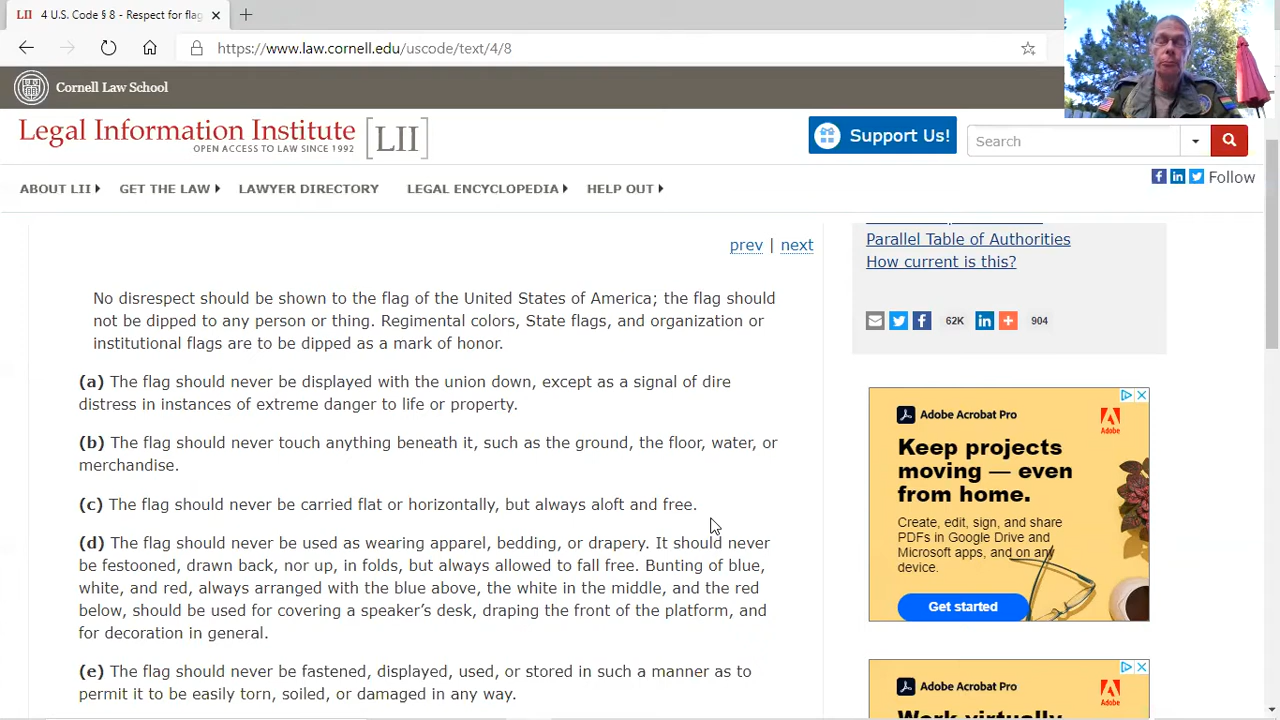 LII 4 U.S. Code § 8 - Respect for flag
https://www.law.cornell.edu/uscode/text/4/8
Cornell Law School
Legal Information Institute [LII]
OPEN ACCESS TO LAW SINCE 1992
Support Us!
Search
ABOUT LII GET THE LAW LAWYER DIRECTORY LEGAL ENCYCLOPEDIA HELP OUT
Follow
prev | next
No disrespect should be shown to the flag of the United States of America; the flag should
not be dipped to any person or thing. Regimental colors, State flags, and organization or
institutional flags are to be dipped as a mark of honor.
(a) The flag should never be displayed with the union down, except as a signal of dire
distress in instances of extreme danger to life or property.
(b) The flag should never touch anything beneath it, such as the ground, the floor, water, or
merchandise.
(c) The flag should never be carried flat or horizontally, but always aloft and free.
(d) The flag should never be used as wearing apparel, bedding, or drapery. It should never
be festooned, drawn back, nor up, in folds, but always allowed to fall free. Bunting of blue,
white, and red, always arranged with the blue above, the white in the middle, and the red
below, should be used for covering a speaker's desk, draping the front of the platform, and
for decoration in general.
(e) The flag should never be fastened, displayed, used, or stored in such a manner as to
permit it to be easily torn, soiled, or damaged in any way.
Parallel Table of Authorities
How current is this?
62K 904
Adobe Acrobat Pro
Adobe
Keep projects
moving — even
from home.
Create, edit, sign, and share
PDFs in Google Drive and
Microsoft apps, and on any
device.
Get started
Adobe Acrobat Pro
Adobe
Work virtually